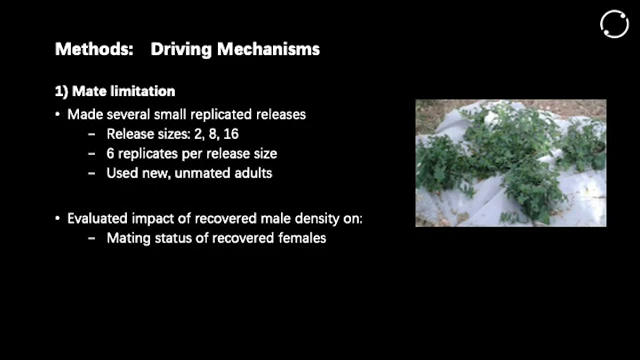 Methods: Driving Mechanisms
1) Mate limitation
• Made several small replicated releases
– Release sizes: 2, 8, 16
– 6 replicates per release size
– Used new, unmated adults
• Evaluated impact of recovered male density on:
– Mating status of recovered females